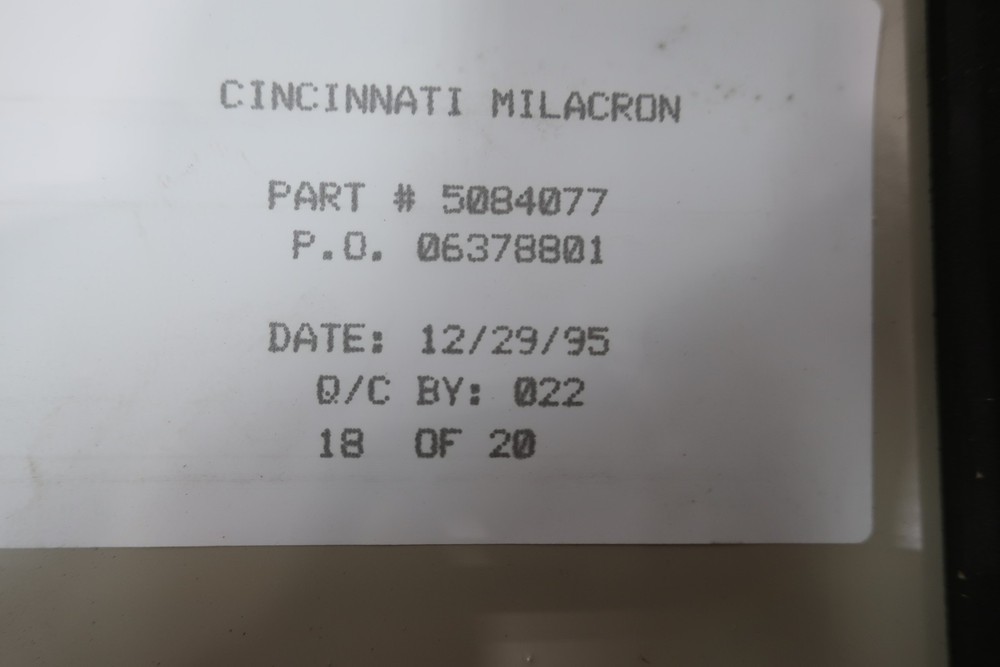 CINCINNATI MILACRON
PART # 5084077
P.O. 06378801
DATE: 12/29/95
Q/C BY: 022
18 OF 20